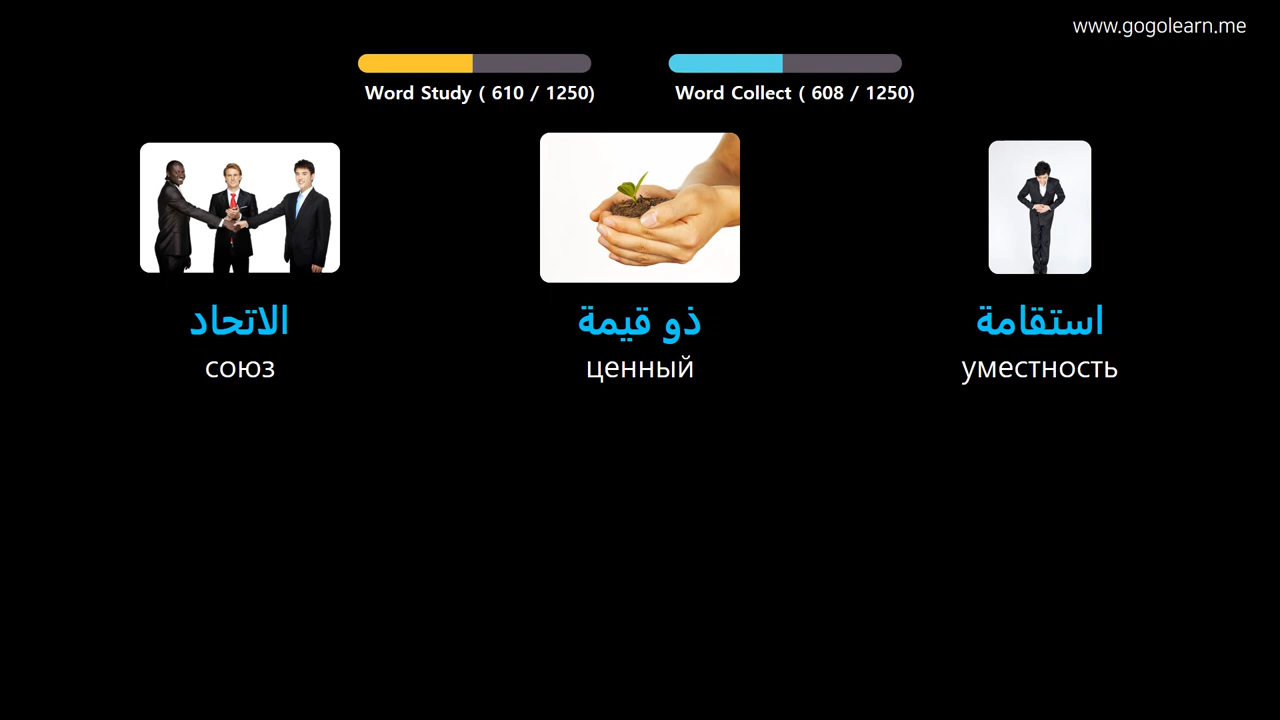 www.gogolearn.me
Word Study ( 610 / 1250)
Word Collect ( 608 / 1250)
الاتحاد
союз
ذو قيمة
ценный
استقامة
уместность